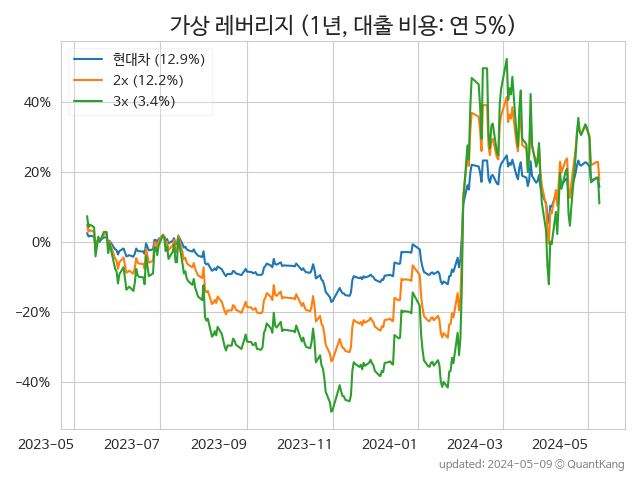 가상 레버리지 (1년, 대출 비용: 연 5%)
현대차 (12.9%)
2x (12.2%)
3x (3.4%)
40%
20%
0%
−20%
−40%
2023-05 2023-07 2023-09 2023-11 2024-01 2024-03 2024-05
updated: 2024-05-09 © QuantKang